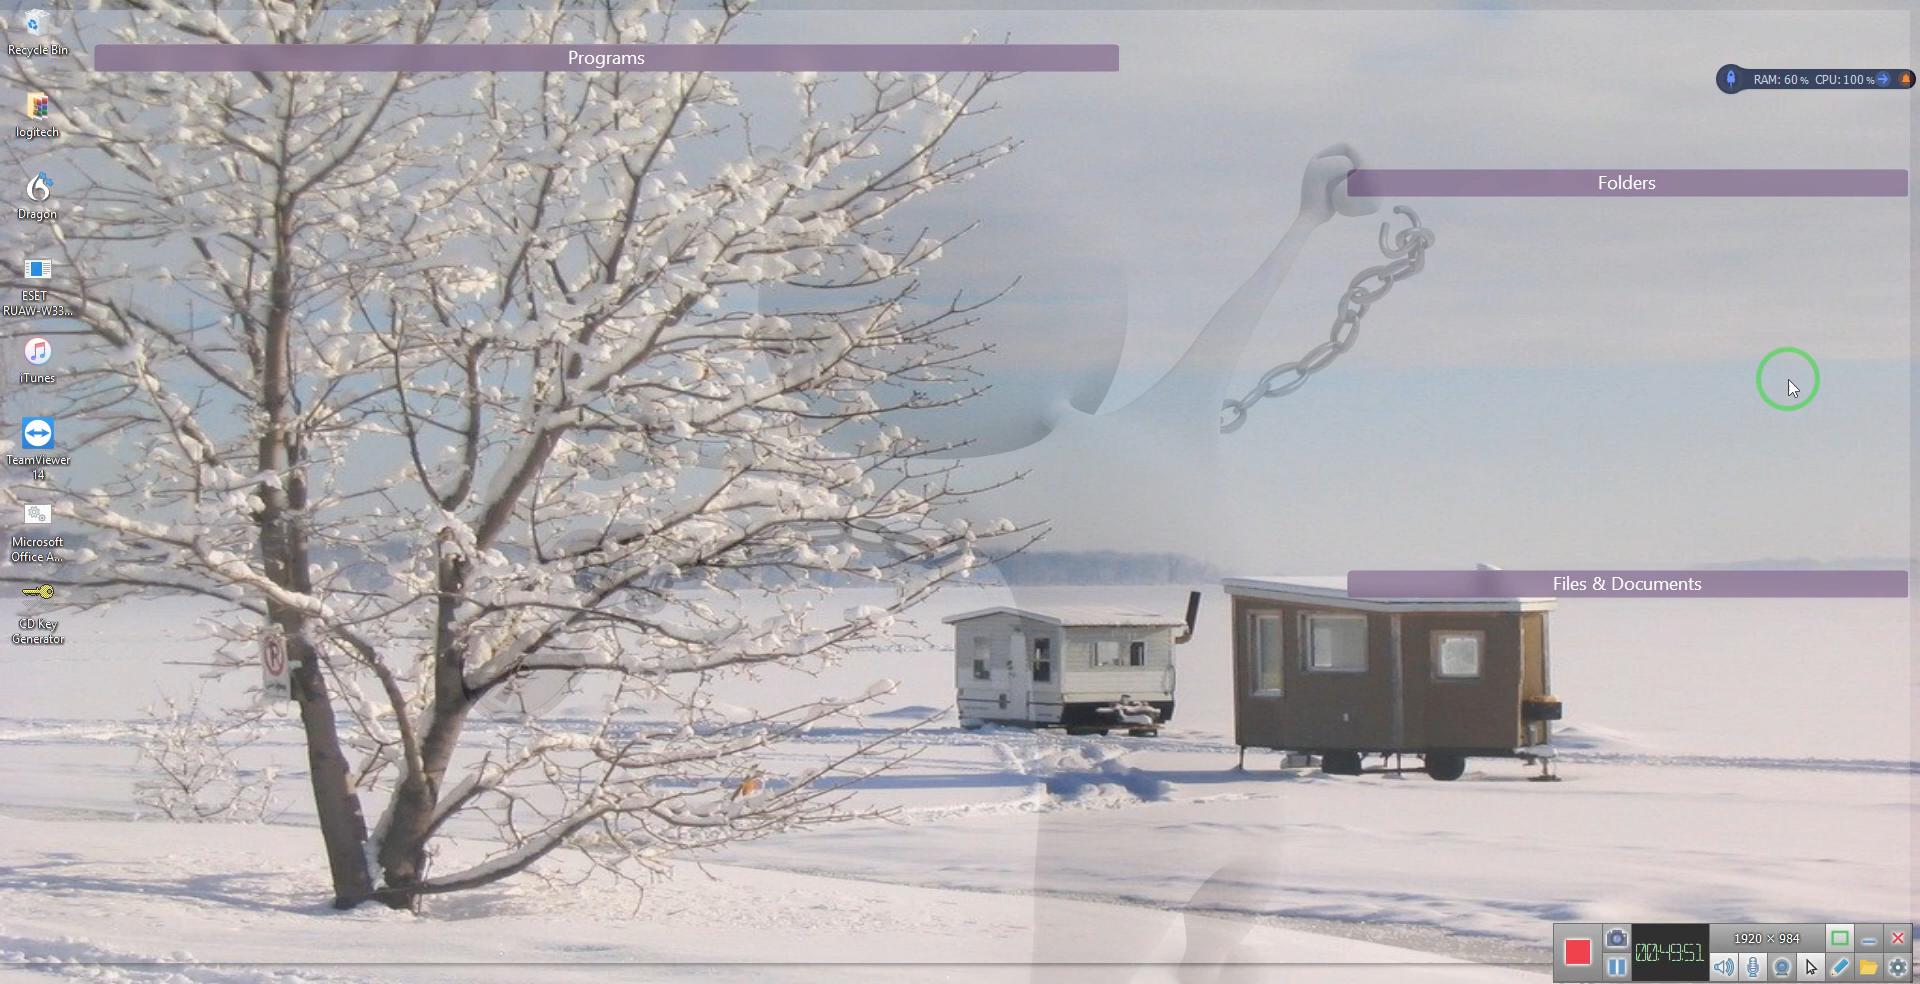 Recycle Bin
logitech
Dragon
ESET
RUAW-W33...
iTunes
TeamViewer
14
Microsoft
Office A...
CD Key
Generator
Programs
RAM: 60 % CPU: 100 %
Folders
Files & Documents
00:49:51
1920 × 984